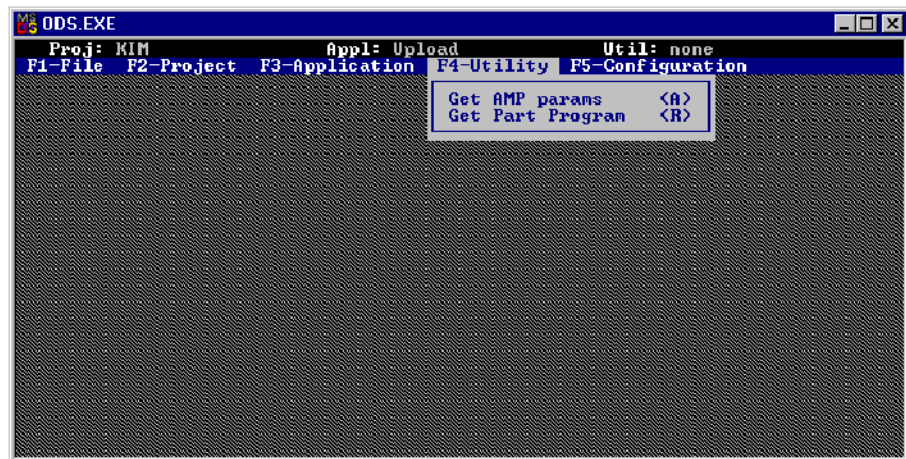 ODS.EXE
Proj: KIM Appl: Upload Util: none
F1-File F2-Project F3-Application F4-Utility F5-Configuration
Get AMP params <A>
Get Part Program <R>